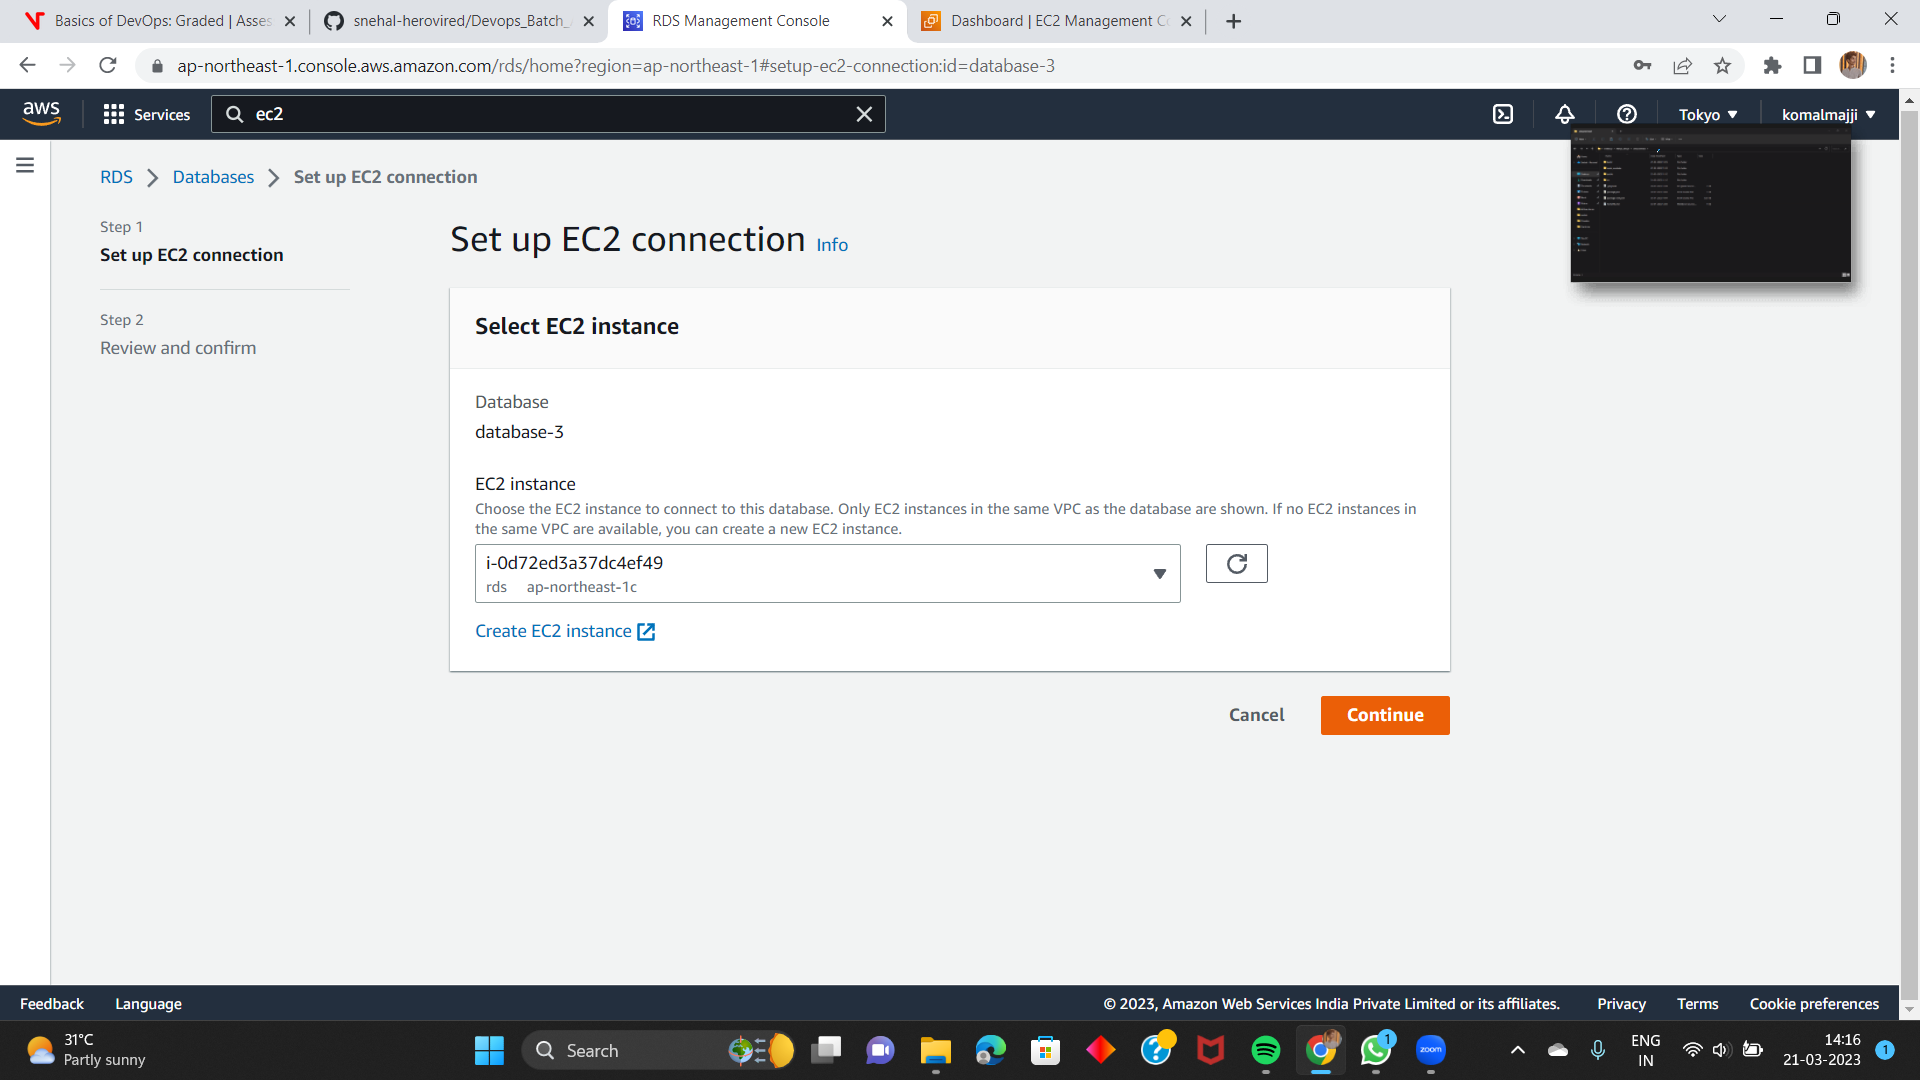 Basics of DevOps: Graded | Asses
snehal-herovired/Devops_Batch_
RDS Management Console
Dashboard | EC2 Management Co
ap-northeast-1.console.aws.amazon.com/rds/home?region=ap-northeast-1#setup-ec2-connection:id=database-3
aws
Services
ec2
Tokyo
komalmajji
RDS
Databases
Set up EC2 connection
Step 1
Set up EC2 connection
Step 2
Review and confirm
Set up EC2 connection Info
Select EC2 instance
Database
database-3
EC2 instance
Choose the EC2 instance to connect to this database. Only EC2 instances in the same VPC as the database are shown. If no EC2 instances in
the same VPC are available, you can create a new EC2 instance.
i-0d72ed3a37dc4ef49
rds ap-northeast-1c
Create EC2 instance
Cancel
Continue
Feedback
Language
© 2023, Amazon Web Services India Private Limited or its affiliates.
Privacy
Terms
Cookie preferences
31°C
Partly sunny
Search
1
zoom
ENG
IN
14:16
21-03-2023
1